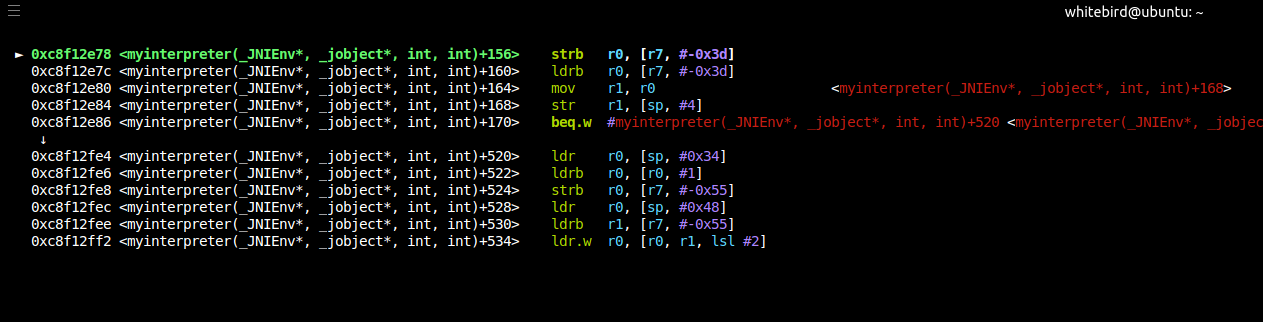 whitebird@ubuntu: ~
► 0xc8f12e78 <myinterpreter(_JNIEnv*, _jobject*, int, int)+156>    strb   r0, [r7, #-0x3d]
0xc8f12e7c <myinterpreter(_JNIEnv*, _jobject*, int, int)+160>    ldrb   r0, [r7, #-0x3d]
0xc8f12e80 <myinterpreter(_JNIEnv*, _jobject*, int, int)+164>    mov    r1, r0                      <myinterpreter(_JNIEnv*, _jobject*, int, int)+168>
0xc8f12e84 <myinterpreter(_JNIEnv*, _jobject*, int, int)+168>    str    r1, [sp, #4]
0xc8f12e86 <myinterpreter(_JNIEnv*, _jobject*, int, int)+170>    beq.w  #myinterpreter(_JNIEnv*, _jobject*, int, int)+520 <myinterpreter(_JNIEnv*, _jobjec
↓
0xc8f12fe4 <myinterpreter(_JNIEnv*, _jobject*, int, int)+520>    ldr    r0, [sp, #0x34]
0xc8f12fe6 <myinterpreter(_JNIEnv*, _jobject*, int, int)+522>    ldrb   r0, [r0, #1]
0xc8f12fe8 <myinterpreter(_JNIEnv*, _jobject*, int, int)+524>    strb   r0, [r7, #-0x55]
0xc8f12fec <myinterpreter(_JNIEnv*, _jobject*, int, int)+528>    ldr    r0, [sp, #0x48]
0xc8f12fee <myinterpreter(_JNIEnv*, _jobject*, int, int)+530>    ldrb   r1, [r7, #-0x55]
0xc8f12ff2 <myinterpreter(_JNIEnv*, _jobject*, int, int)+534>    ldr.w  r0, [r0, r1, lsl #2]